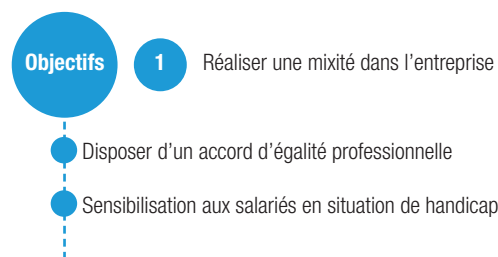 Objectifs 1 Réaliser une mixité dans l’entreprise
Disposer d’un accord d’égalité professionnelle
Sensibilisation aux salariés en situation de handicap